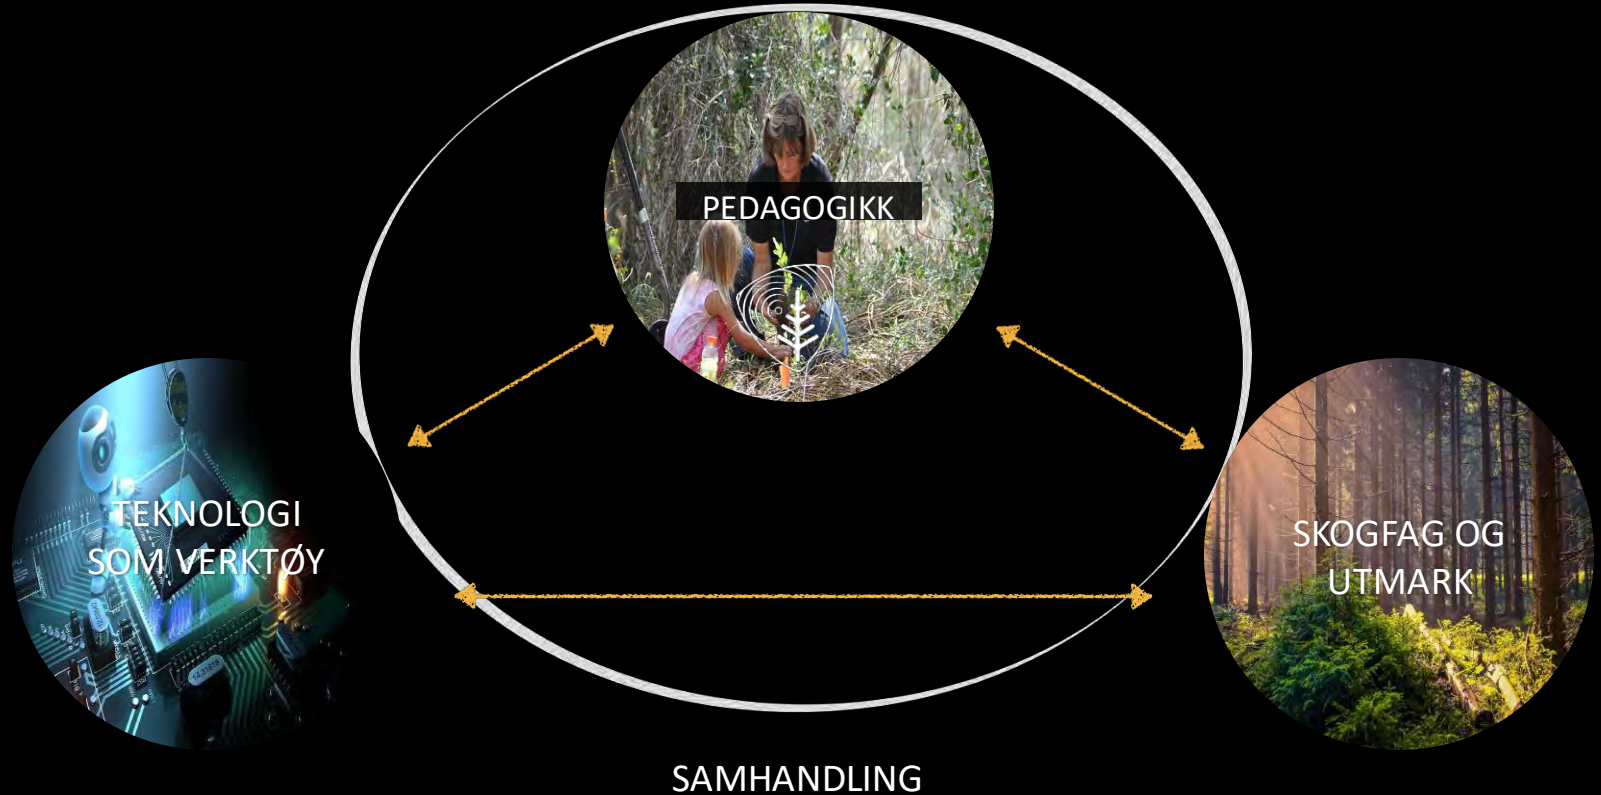 PEDAGOGIKK
TEKNOLOGI
SOM VERKTØY
SKOGFAG OG
UTMARK
SAMHANDLING